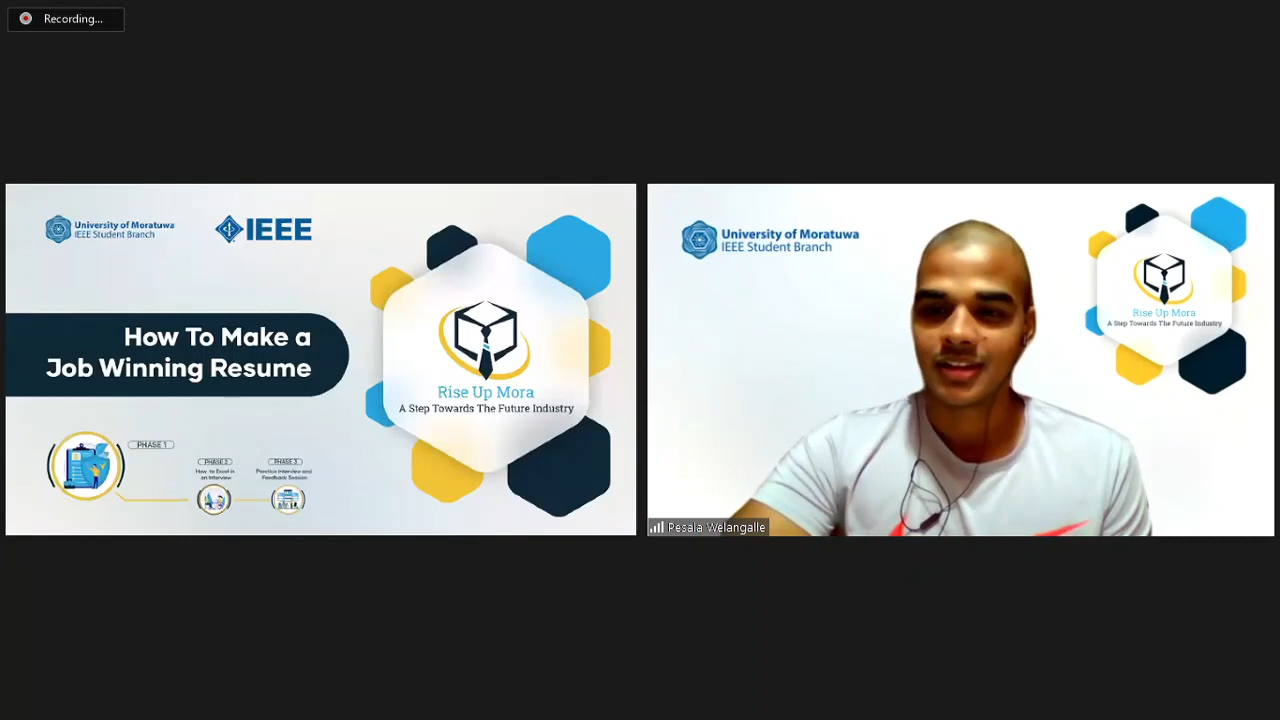 Recording...
University of Moratuwa
IEEE Student Branch
IEEE
How To Make a
Job Winning Resume
Rise Up Mora
A Step Towards The Future Industry
PHASE 1
PHASE 2
How to Excel in
an Interview
PHASE 3
Practice Interview and
Feedback Session
University of Moratuwa
IEEE Student Branch
Rise Up Mora
A Step Towards The Future Industry
Pesala Welangalle